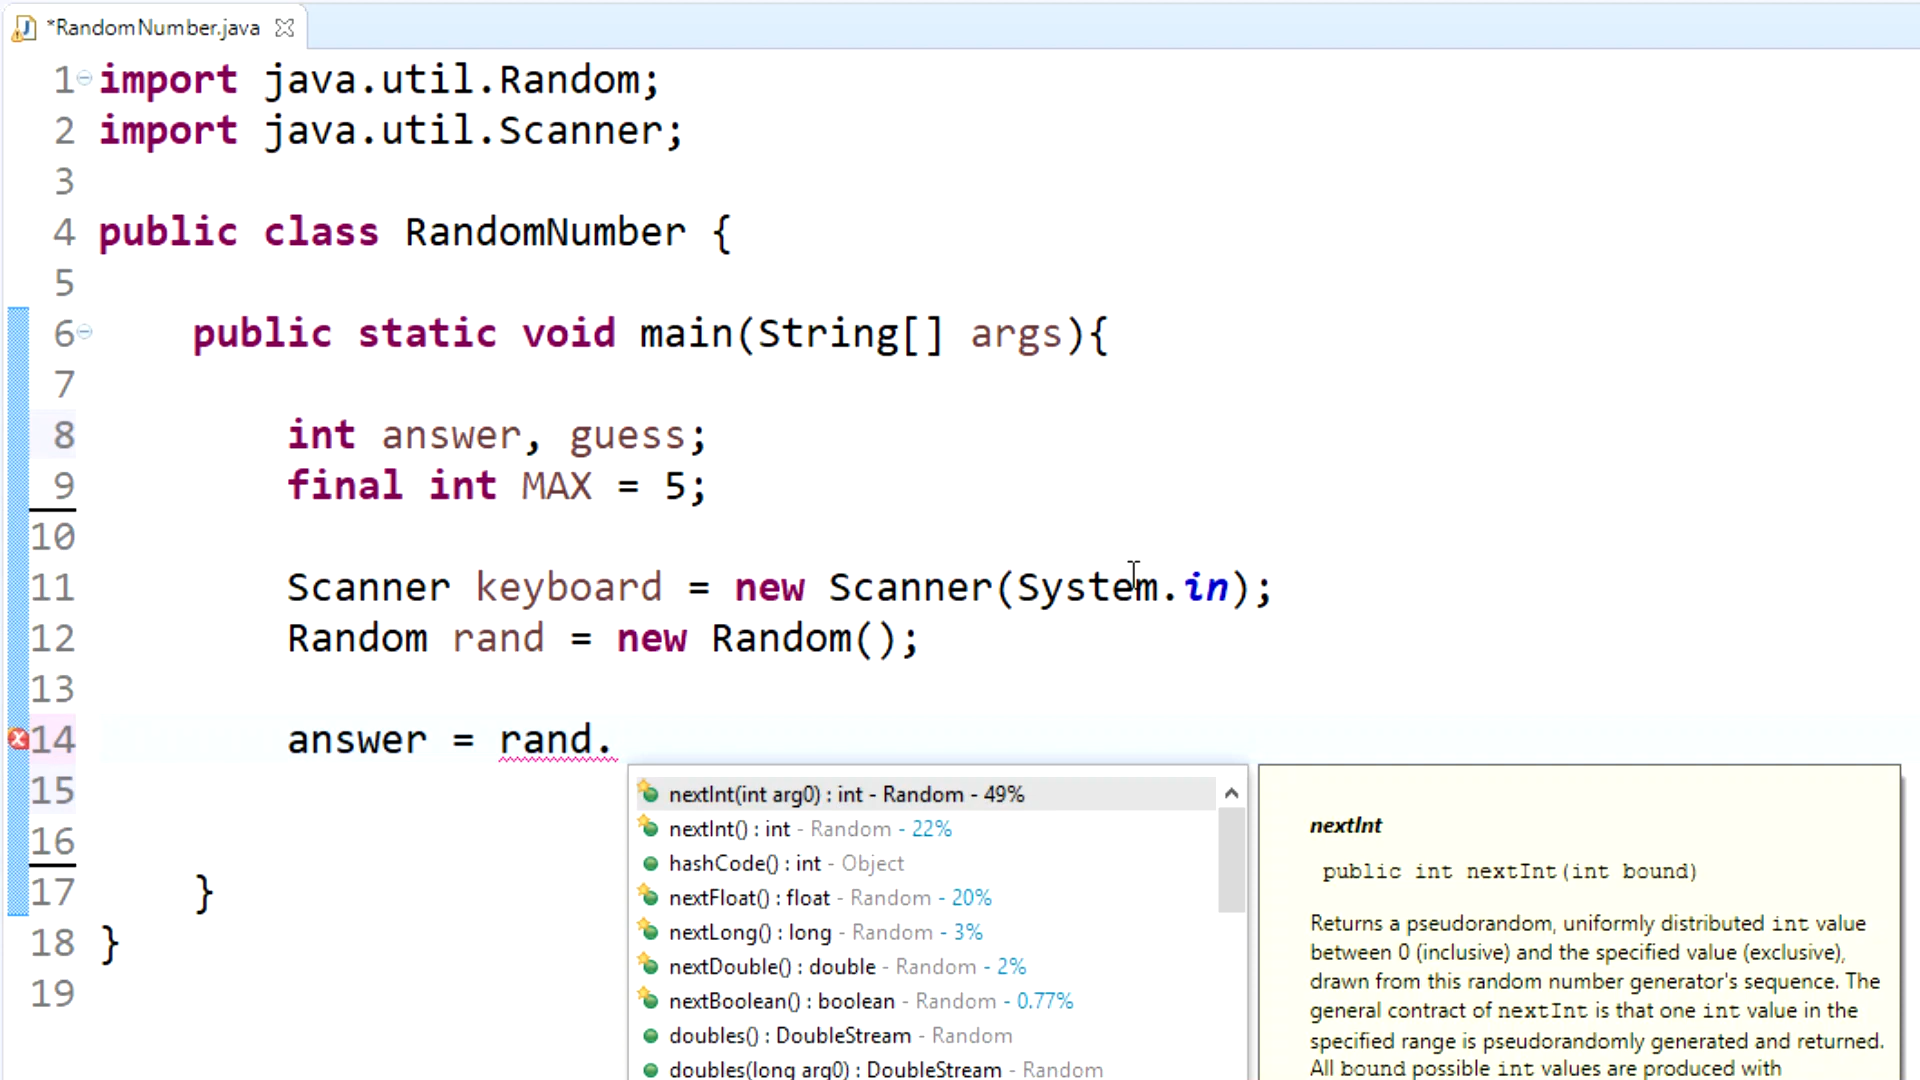 *RandomNumber.java
1 import java.util.Random;
2 import java.util.Scanner;
3
4 public class RandomNumber {
5
6 public static void main(String[] args){
7
8 int answer, guess;
9 final int MAX = 5;
10
11 Scanner keyboard = new Scanner(System.in);
12 Random rand = new Random();
13
14 answer = rand.
15
16
17 }
18 }
19
nextInt(int arg0) : int - Random - 49%
nextInt() : int - Random - 22%
hashCode() : int - Object
nextFloat() : float - Random - 20%
nextLong() : long - Random - 3%
nextDouble() : double - Random - 2%
nextBoolean() : boolean - Random - 0.77%
doubles() : DoubleStream - Random
doubles(long arg0) : DoubleStream - Random
nextInt
public int nextInt(int bound)
Returns a pseudorandom, uniformly distributed int value
between 0 (inclusive) and the specified value (exclusive),
drawn from this random number generator's sequence. The
general contract of nextInt is that one int value in the
specified range is pseudorandomly generated and returned.
All bound possible int values are produced with